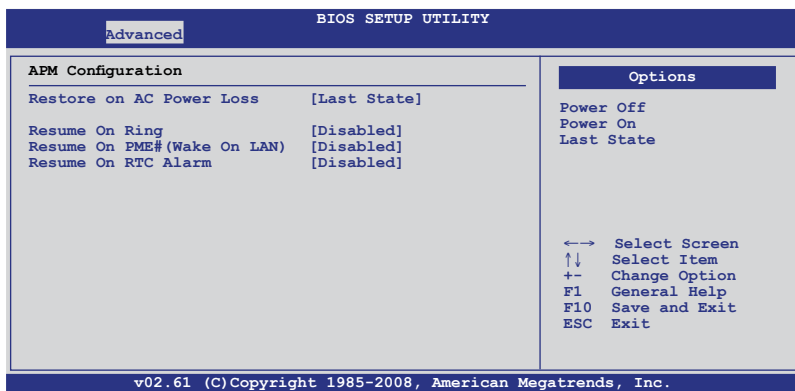 BIOS SETUP UTILITY
Advanced
APM Configuration
Restore on AC Power Loss [Last State]
Resume On Ring [Disabled]
Resume On PME#(Wake On LAN) [Disabled]
Resume On RTC Alarm [Disabled]
Options
Power Off
Power On
Last State
←→ Select Screen
↑↓ Select Item
+- Change Option
F1 General Help
F10 Save and Exit
ESC Exit
v02.61 (C)Copyright 1985-2008, American Megatrends, Inc.